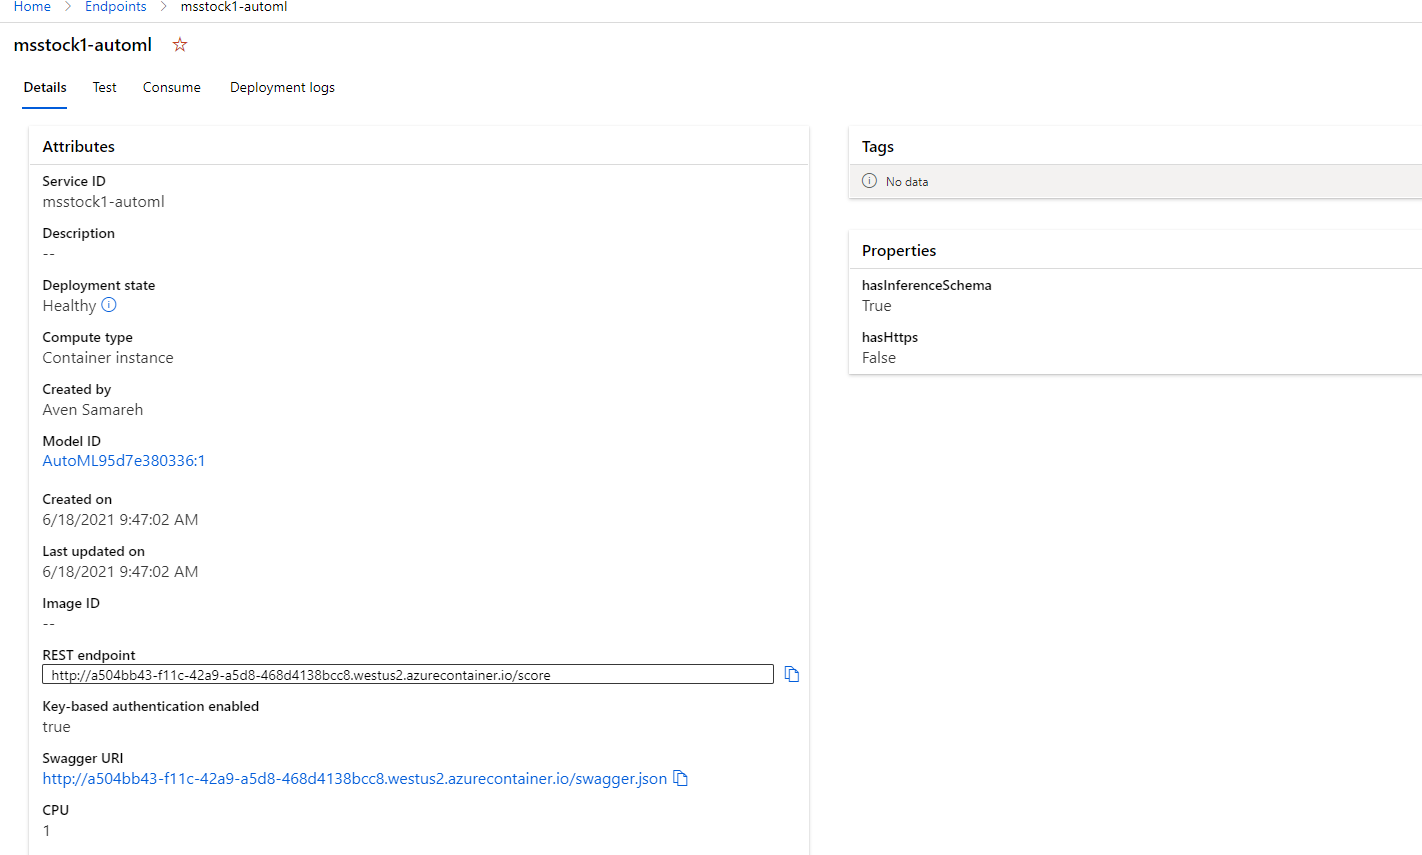 Home > Endpoints > msstock1-automl
msstock1-automl
Details Test Consume Deployment logs
Attributes
Service ID
msstock1-automl
Description
--
Deployment state
Healthy
Compute type
Container instance
Created by
Aven Samareh
Model ID
AutoML95d7e380336:1
Created on
6/18/2021 9:47:02 AM
Last updated on
6/18/2021 9:47:02 AM
Image ID
--
REST endpoint
http://a504bb43-f11c-42a9-a5d8-468d4138bcc8.westus2.azurecontainer.io/score
Key-based authentication enabled
true
Swagger URI
http://a504bb43-f11c-42a9-a5d8-468d4138bcc8.westus2.azurecontainer.io/swagger.json
CPU
1
Tags
No data
Properties
hasInferenceSchema
True
hasHttps
False